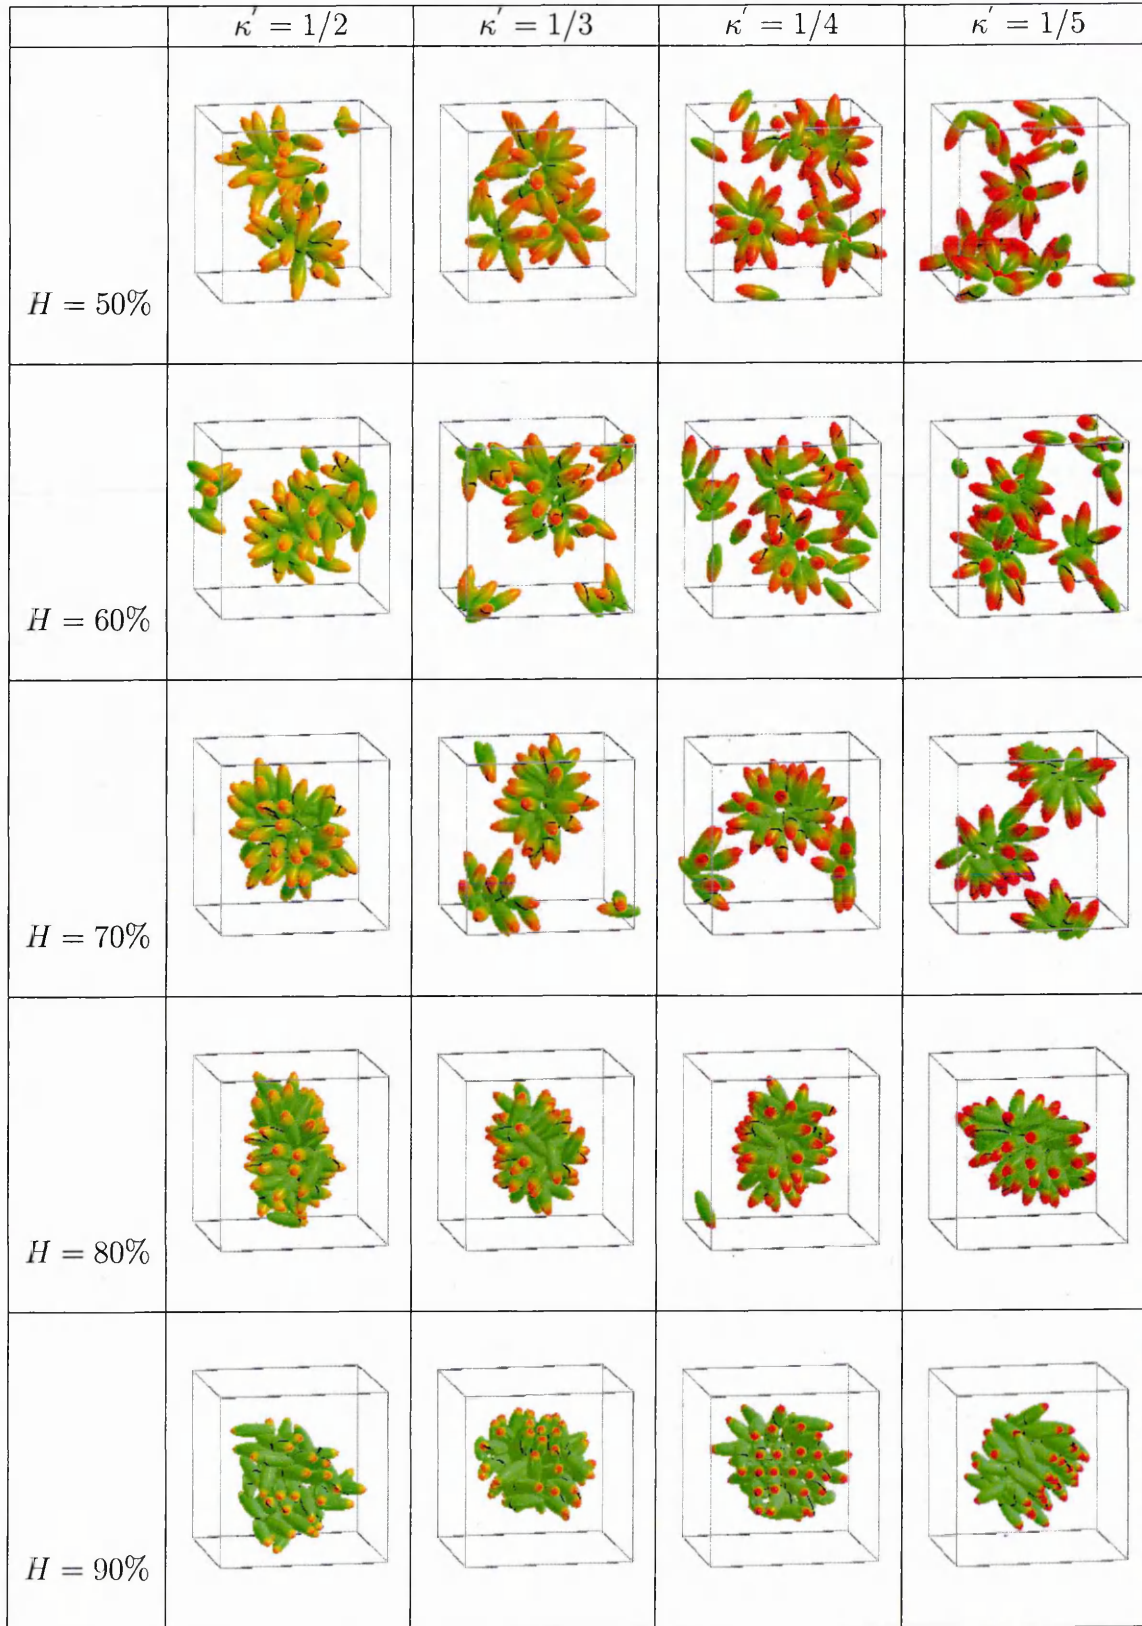 κ′ = 1/2 κ′ = 1/3 κ′ = 1/4 κ′ = 1/5
H = 50%
H = 60%
H = 70%
H = 80%
H = 90%